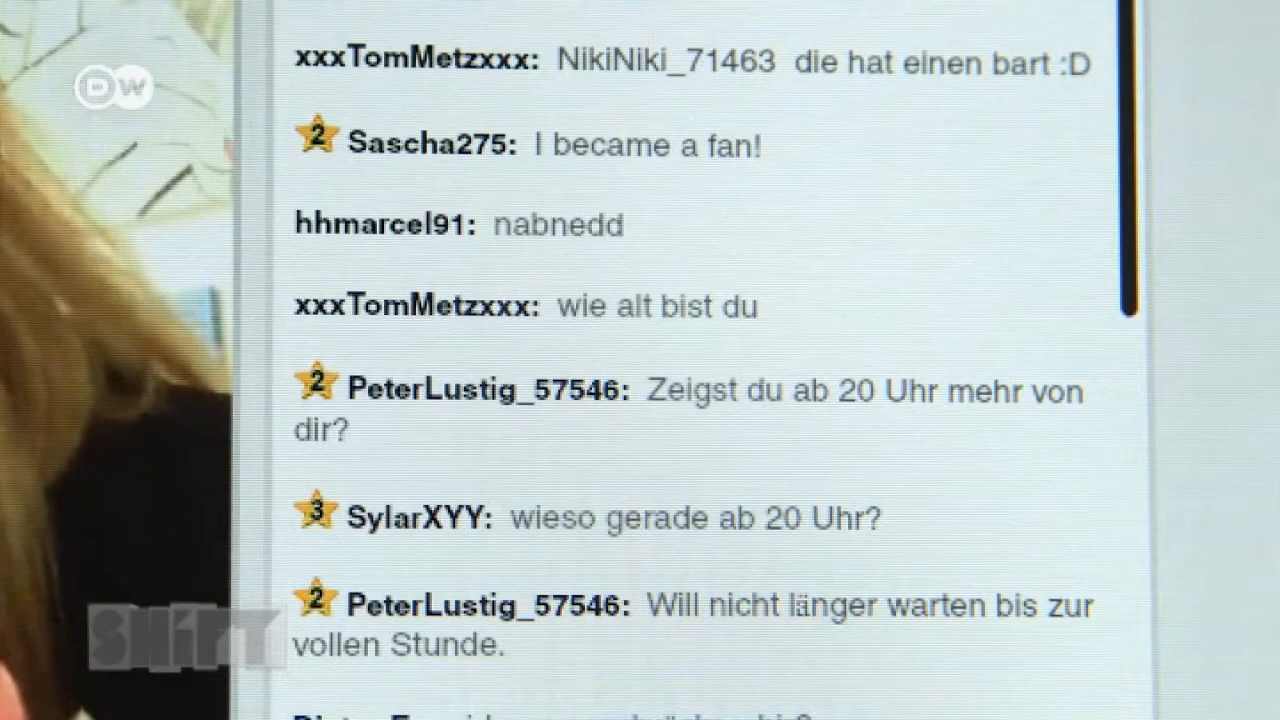 DW
xxxTomMetzxxx: NikiNiki_71463 die hat einen bart :D
2 Sascha275: I became a fan!
hhmarcel91: nabnedd
xxxTomMetzxxx: wie alt bist du
2 PeterLustig_57546: Zeigst du ab 20 Uhr mehr von
dir?
3 SylarXYY: wieso gerade ab 20 Uhr?
2 PeterLustig_57546: Will nicht länger warten bis zur
vollen Stunde.
SHIFT